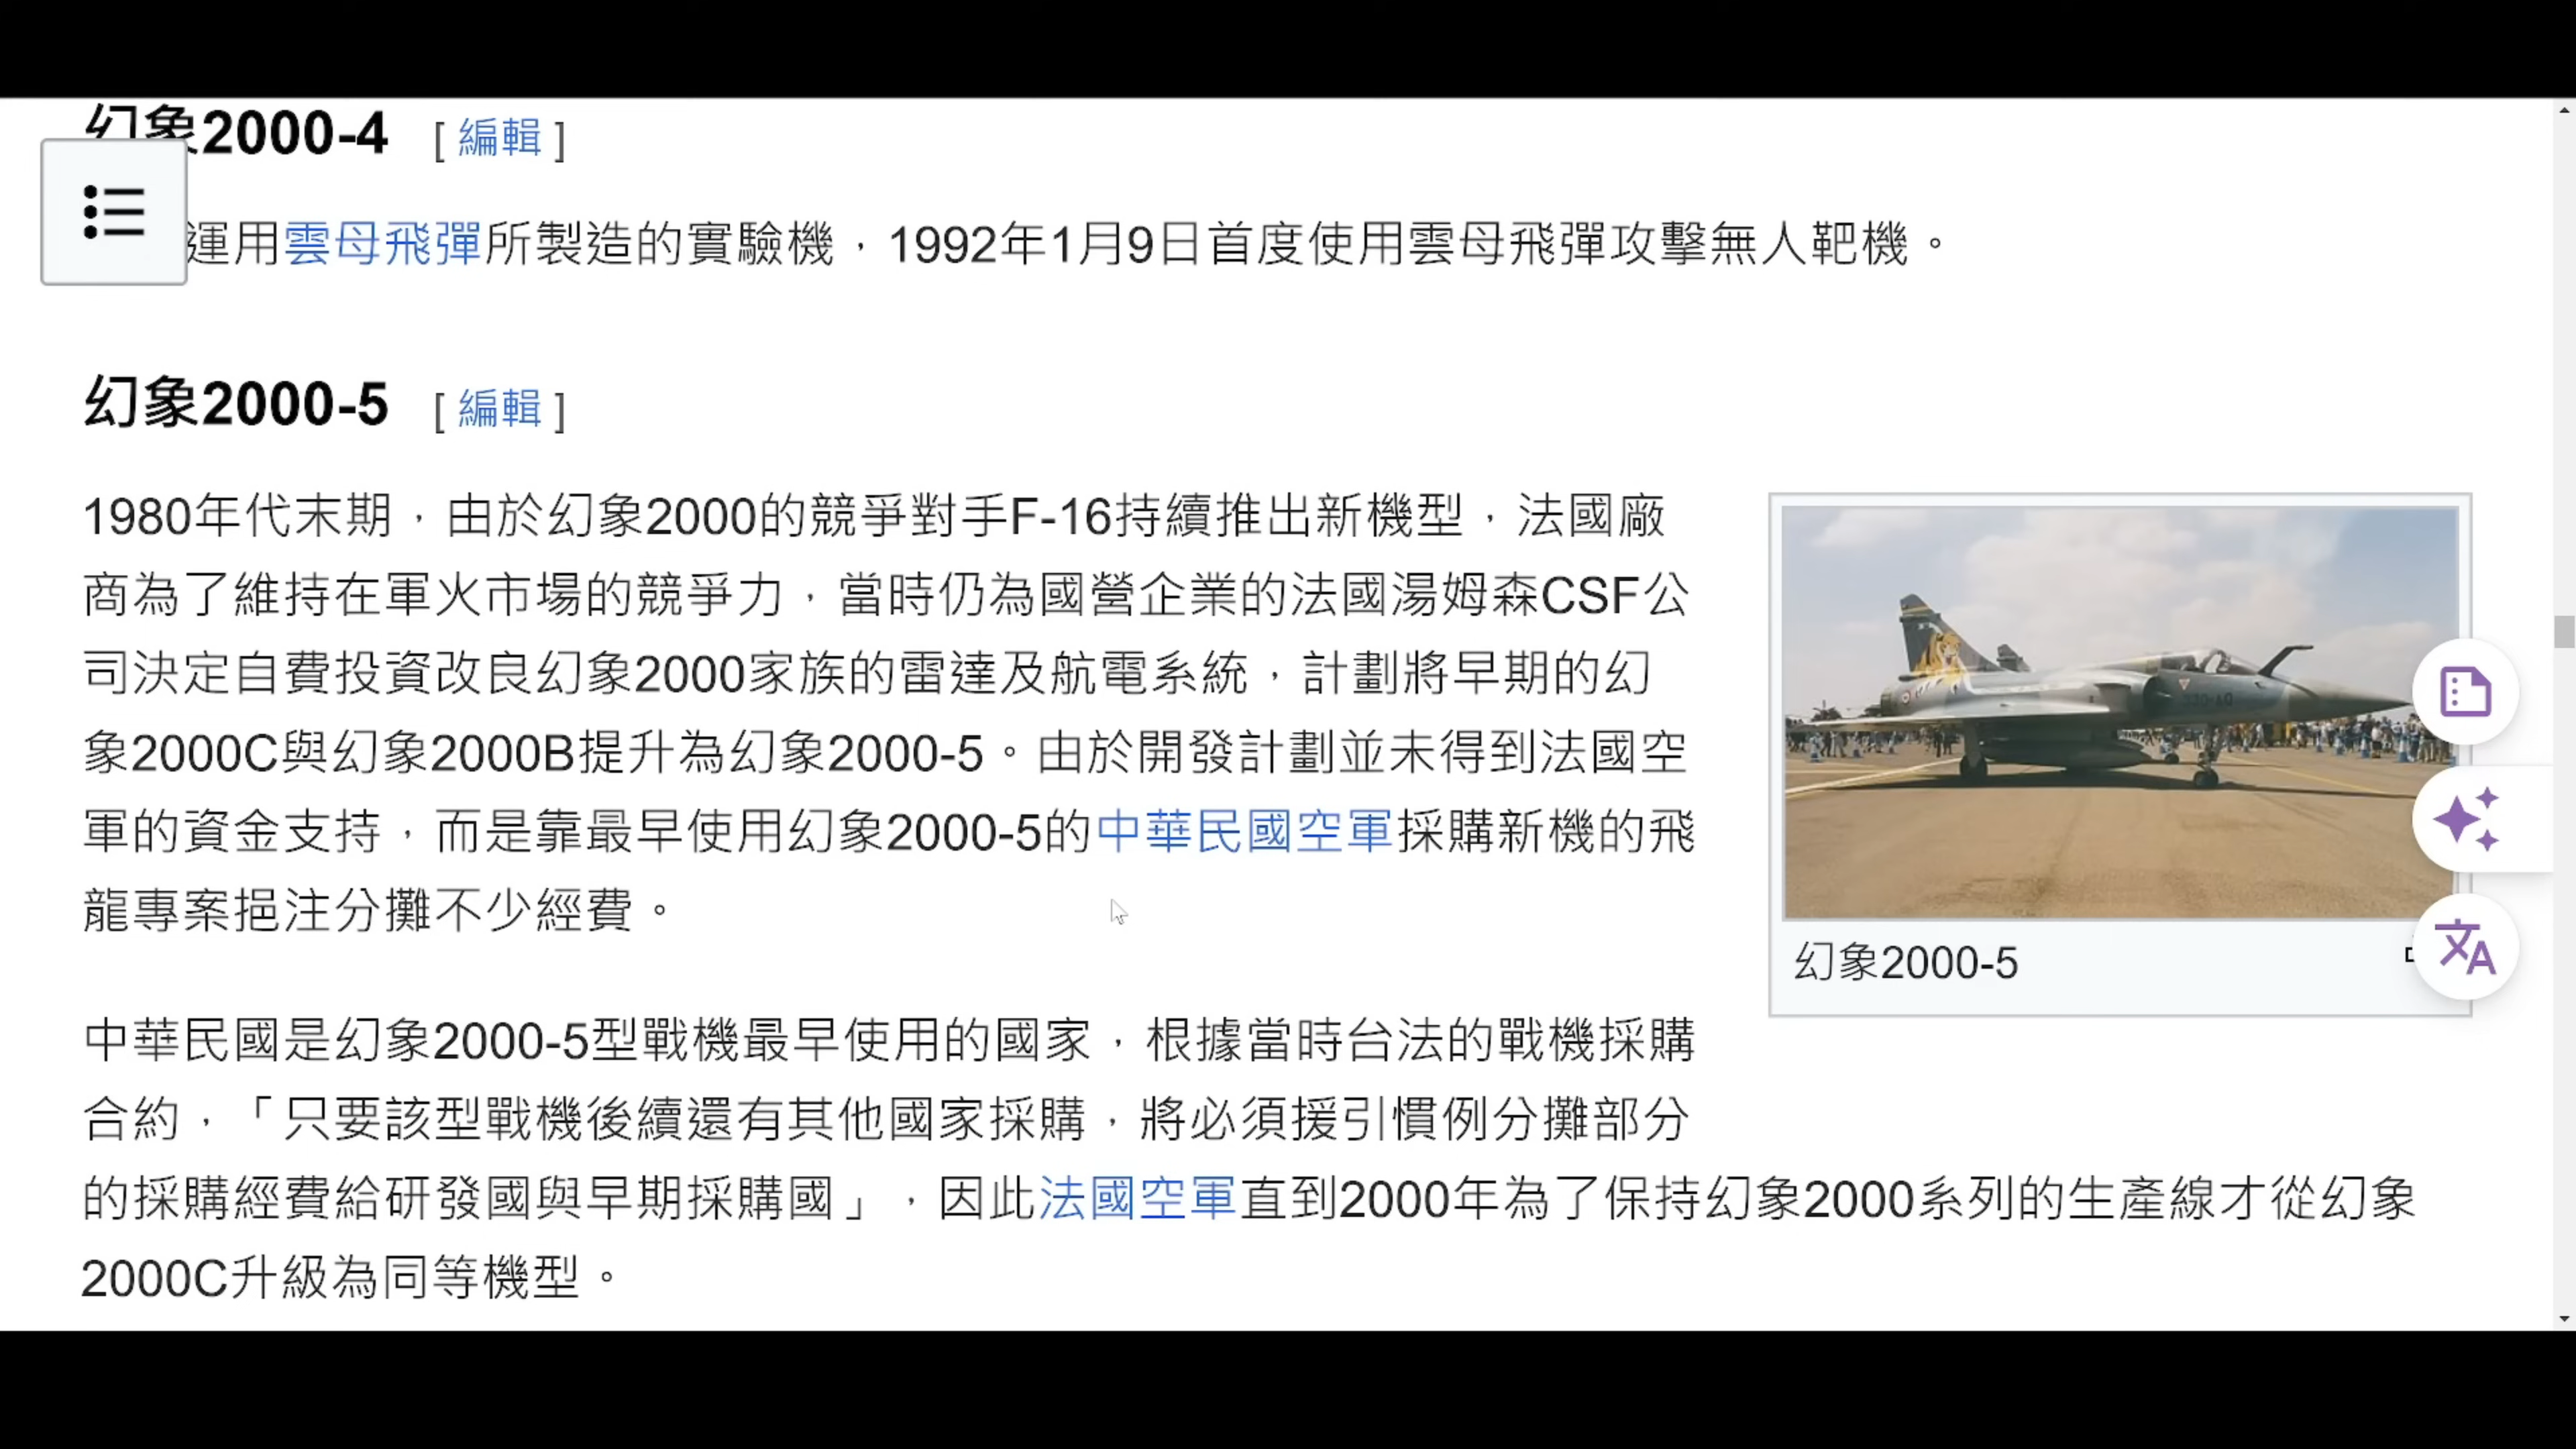 幻象2000-4 [編輯]
運用雲母飛彈所製造的實驗機，1992年1月9日首度使用雲母飛彈攻擊無人靶機。
幻象2000-5 [編輯]
1980年代末期，由於幻象2000的競爭對手F-16持續推出新機型，法國廠
商為了維持在軍火市場的競爭力，當時仍為國營企業的法國湯姆森CSF公
司決定自費投資改良幻象2000家族的雷達及航電系統，計劃將早期的幻
象2000C與幻象2000B提升為幻象2000-5。由於開發計劃並未得到法國空
軍的資金支持，而是靠最早使用幻象2000-5的中華民國空軍採購新機的飛
龍專案挹注分攤不少經費。
幻象2000-5
中華民國是幻象2000-5型戰機最早使用的國家，根據當時台法的戰機採購
合約，「只要該型戰機後續還有其他國家採購，將必須援引慣例分攤部分
的採購經費給研發國與早期採購國」，因此法國空軍直到2000年為了保持幻象2000系列的生產線才從幻象
2000C升級為同等機型。